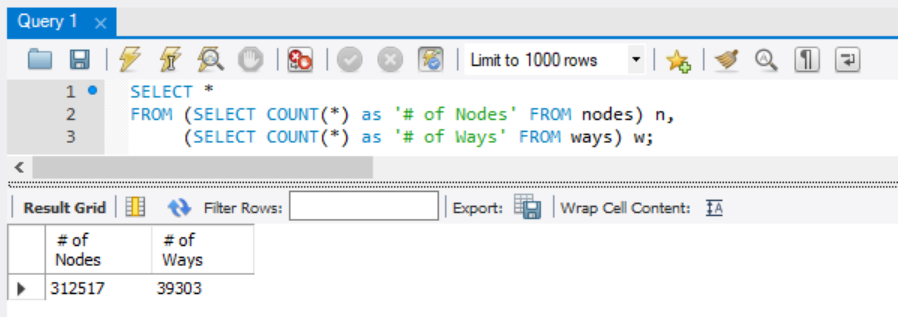 Query 1
Limit to 1000 rows
1 SELECT *
2 FROM (SELECT COUNT(*) as '# of Nodes' FROM nodes) n,
3 (SELECT COUNT(*) as '# of Ways' FROM ways) w;
Result Grid Filter Rows: Export: Wrap Cell Content:
# of Nodes # of Ways
312517 39303